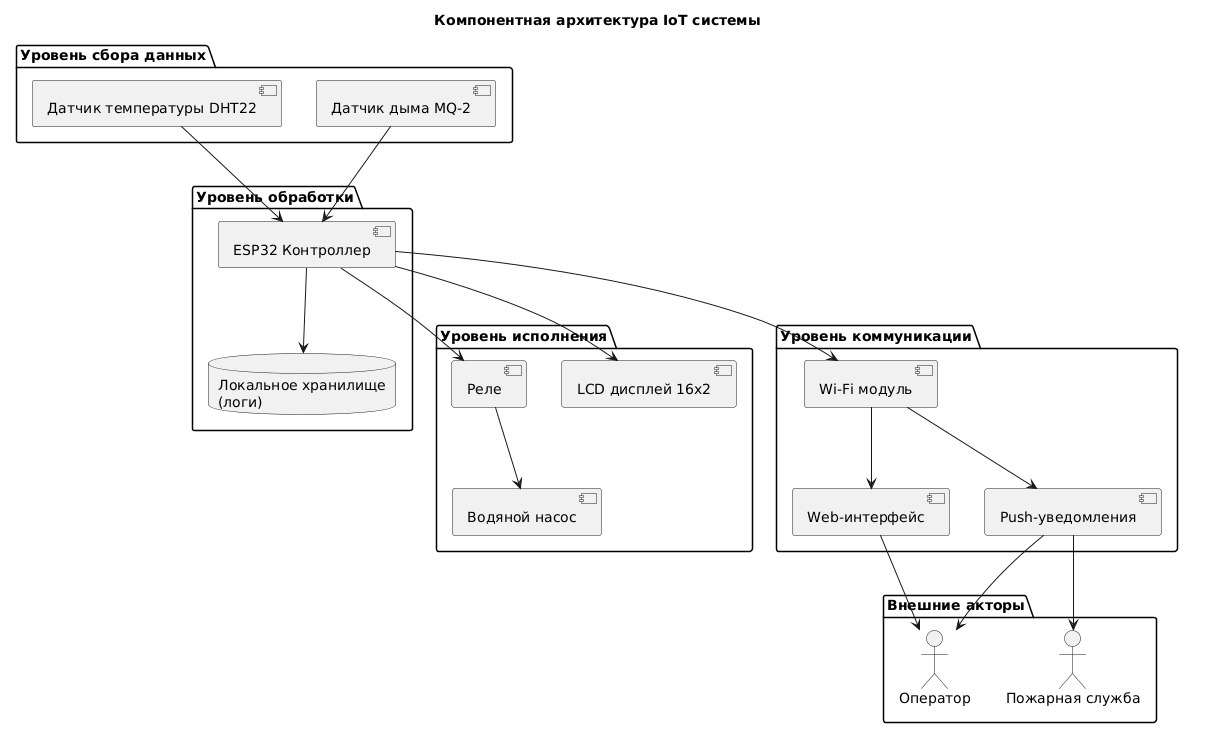 Компонентная архитектура IoT системы
Уровень сбора данных
Датчик температуры DHT22
Датчик дыма MQ-2
Уровень обработки
ESP32 Контроллер
Локальное хранилище
(логи)
Уровень исполнения
Реле
LCD дисплей 16x2
Водяной насос
Уровень коммуникации
Wi-Fi модуль
Web-интерфейс
Push-уведомления
Внешние акторы
Оператор
Пожарная служба